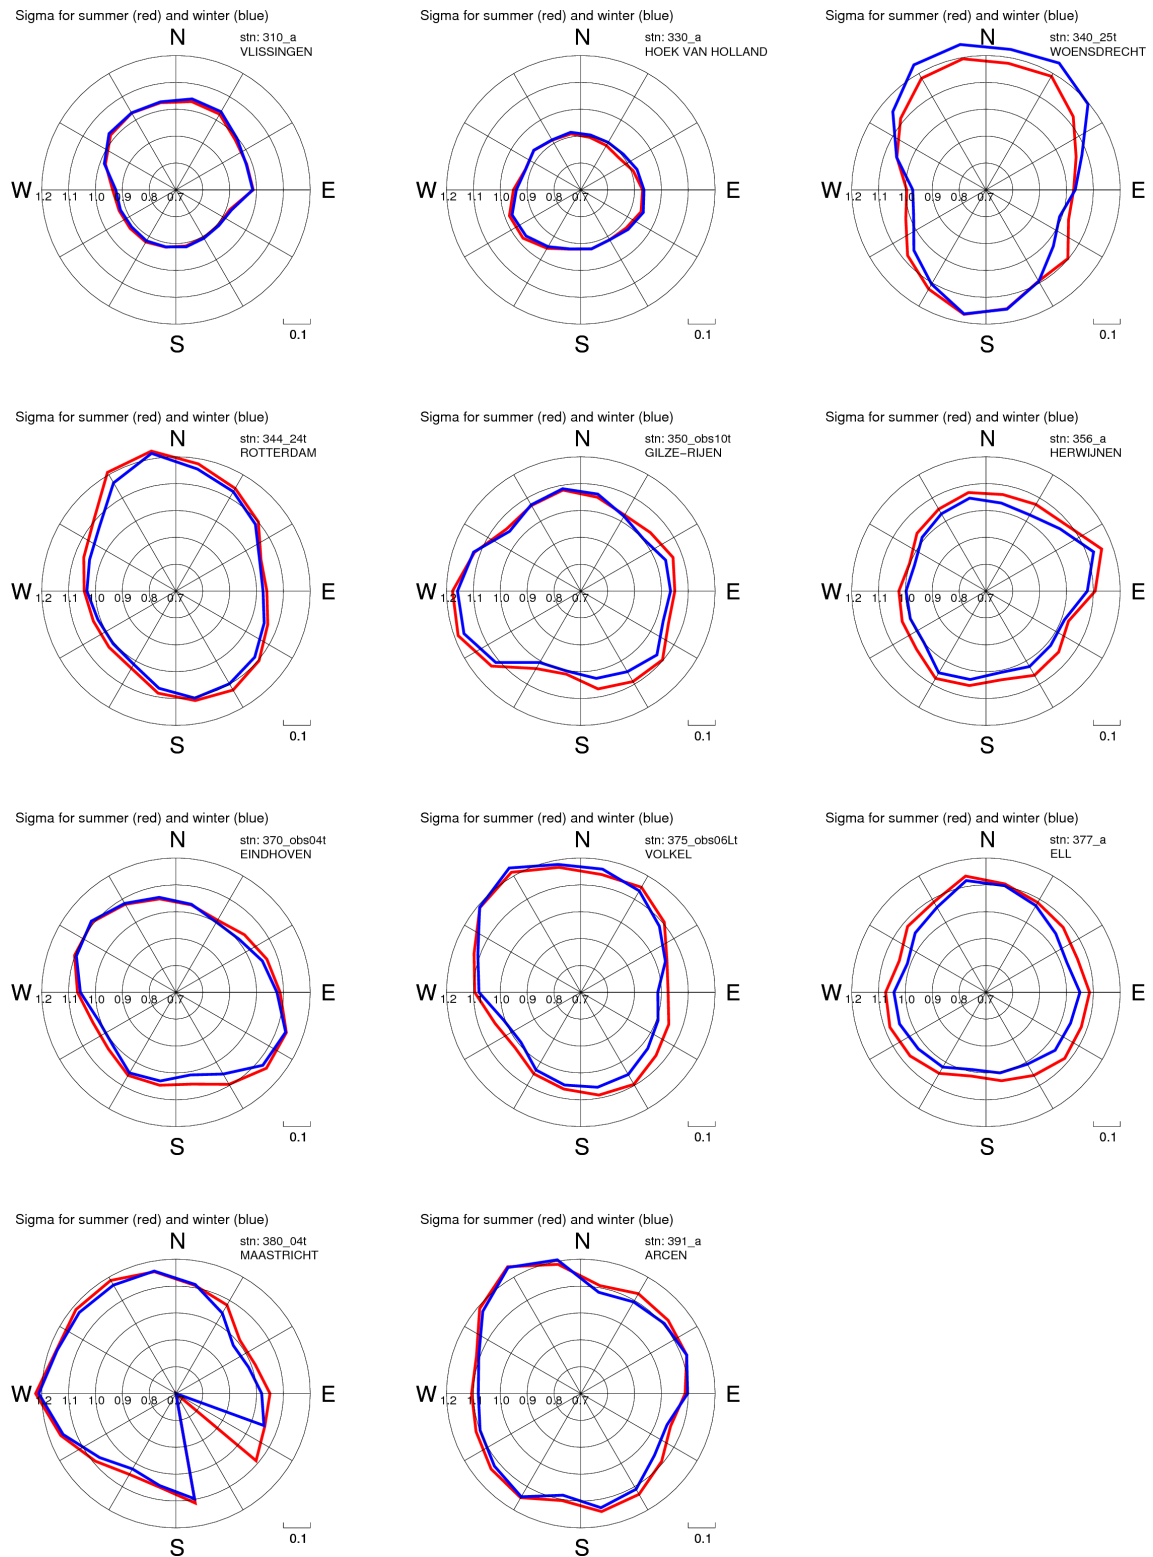 Sigma for summer (red) and winter (blue)
N
stn: 310_a
VLISSINGEN
W 1.2 1.1 1.0 0.9 0.8 0.7 E
0.1
S
Sigma for summer (red) and winter (blue)
N
stn: 330_a
HOEK VAN HOLLAND
W 1.2 1.1 1.0 0.9 0.8 0.7 E
0.1
S
Sigma for summer (red) and winter (blue)
N
stn: 340_25t
WOENSDRECHT
W 1.2 1.1 1.0 0.9 0.8 0.7 E
0.1
S
Sigma for summer (red) and winter (blue)
N
stn: 344_24t
ROTTERDAM
W 1.2 1.1 1.0 0.9 0.8 0.7 E
0.1
S
Sigma for summer (red) and winter (blue)
N
stn: 350_obs10t
GILZE−RIJEN
W 1.2 1.1 1.0 0.9 0.8 0.7 E
0.1
S
Sigma for summer (red) and winter (blue)
N
stn: 356_a
HERWIJNEN
W 1.2 1.1 1.0 0.9 0.8 0.7 E
0.1
S
Sigma for summer (red) and winter (blue)
N
stn: 370_obs04t
EINDHOVEN
W 1.2 1.1 1.0 0.9 0.8 0.7 E
0.1
S
Sigma for summer (red) and winter (blue)
N
stn: 375_obs06Lt
VOLKEL
W 1.2 1.1 1.0 0.9 0.8 0.7 E
0.1
S
Sigma for summer (red) and winter (blue)
N
stn: 377_a
ELL
W 1.2 1.1 1.0 0.9 0.8 0.7 E
0.1
S
Sigma for summer (red) and winter (blue)
N
stn: 380_04t
MAASTRICHT
W 1.2 1.1 1.0 0.9 0.8 0.7 E
0.1
S
Sigma for summer (red) and winter (blue)
N
stn: 391_a
ARCEN
W 1.2 1.1 1.0 0.9 0.8 0.7 E
0.1
S